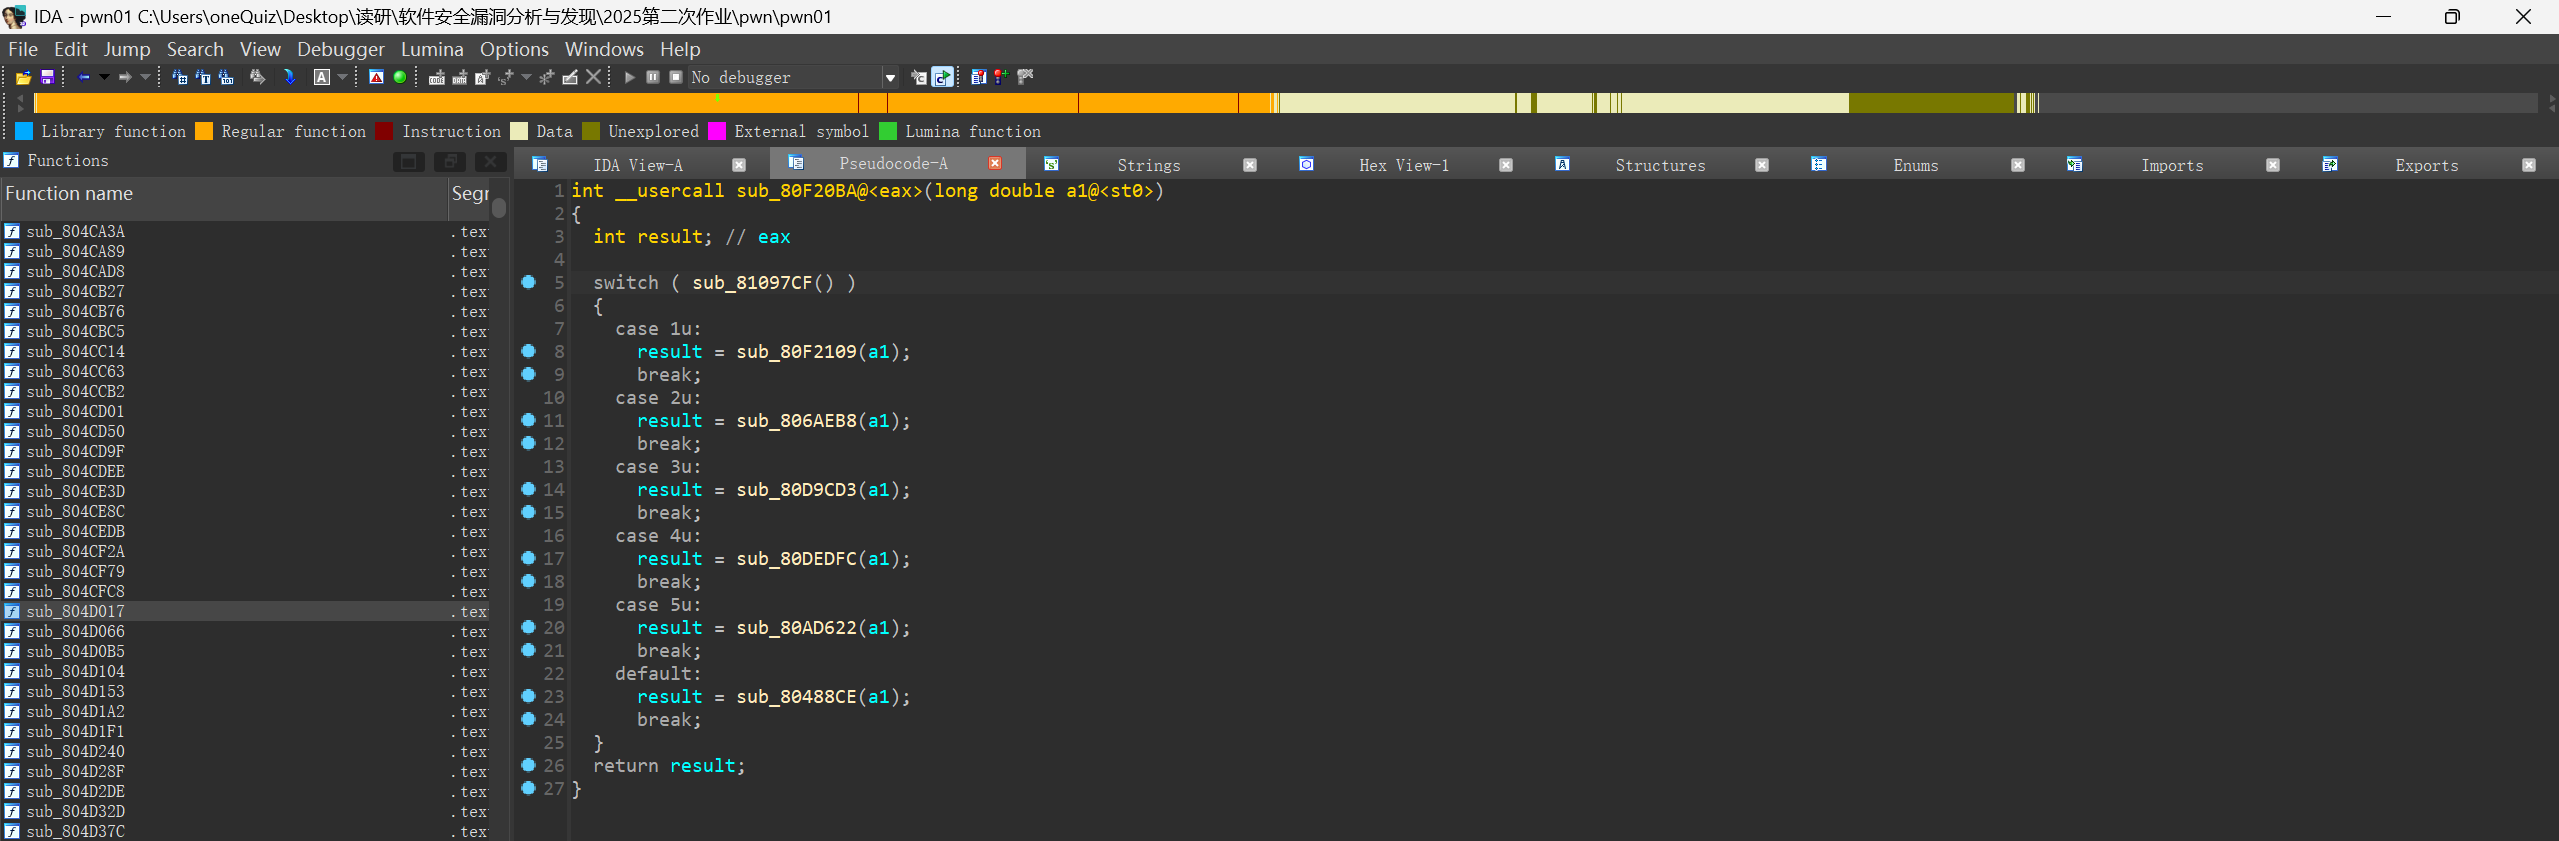 IDA - pwn01 C:\Users\oneQuiz\Desktop\读研\软件安全漏洞分析与发现\2025第二次作业\pwn\pwn01
File Edit Jump Search View Debugger Lumina Options Windows Help
No debugger
Library function Regular function Instruction Data Unexplored External symbol Lumina function
Functions
IDA View-A Pseudocode-A Strings Hex View-1 Structures Enums Imports Exports
Function name Segr
sub_804CA3A .tex
sub_804CA89 .tex
sub_804CAD8 .tex
sub_804CB27 .tex
sub_804CB76 .tex
sub_804CBC5 .tex
sub_804CC14 .tex
sub_804CC63 .tex
sub_804CCB2 .tex
sub_804CD01 .tex
sub_804CD50 .tex
sub_804CD9F .tex
sub_804CDEE .tex
sub_804CE3D .tex
sub_804CE8C .tex
sub_804CEDB .tex
sub_804CF2A .tex
sub_804CF79 .tex
sub_804CFC8 .tex
sub_804D017 .tex
sub_804D066 .tex
sub_804D0B5 .tex
sub_804D104 .tex
sub_804D153 .tex
sub_804D1A2 .tex
sub_804D1F1 .tex
sub_804D240 .tex
sub_804D28F .tex
sub_804D2DE .tex
sub_804D32D .tex
sub_804D37C .tex
1 int __usercall sub_80F20BA@<eax>(long double a1@<st0>)
2 {
3 int result; // eax
4
5 switch ( sub_81097CF() )
6 {
7 case 1u:
8 result = sub_80F2109(a1);
9 break;
10 case 2u:
11 result = sub_806AEB8(a1);
12 break;
13 case 3u:
14 result = sub_80D9CD3(a1);
15 break;
16 case 4u:
17 result = sub_80DEDFC(a1);
18 break;
19 case 5u:
20 result = sub_80AD622(a1);
21 break;
22 default:
23 result = sub_80488CE(a1);
24 break;
25 }
26 return result;
27 }